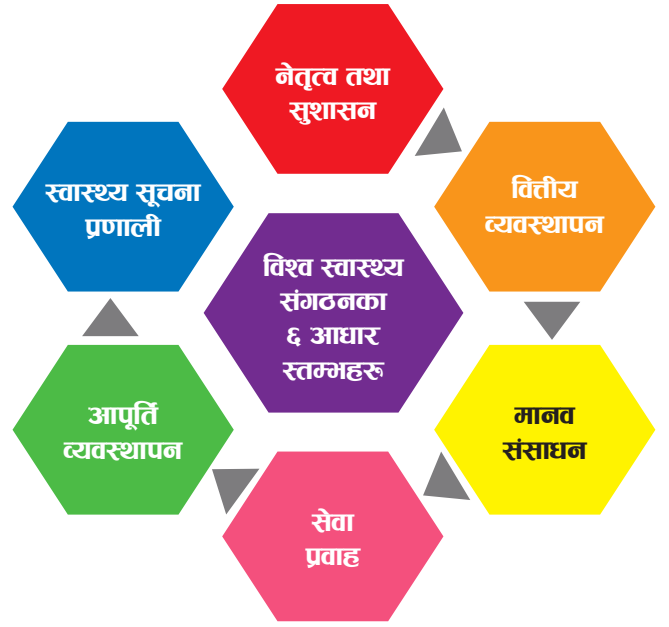 नेतृत्व तथा
सुशासन
वित्तीय
व्यवस्थापन
मानव
संसाधन
सेवा
प्रवाह
आपूर्ति
व्यवस्थापन
स्वास्थ्य सूचना
प्रणाली
विश्व स्वास्थ्य
संगठनका
६ आधार
स्तम्भहरू